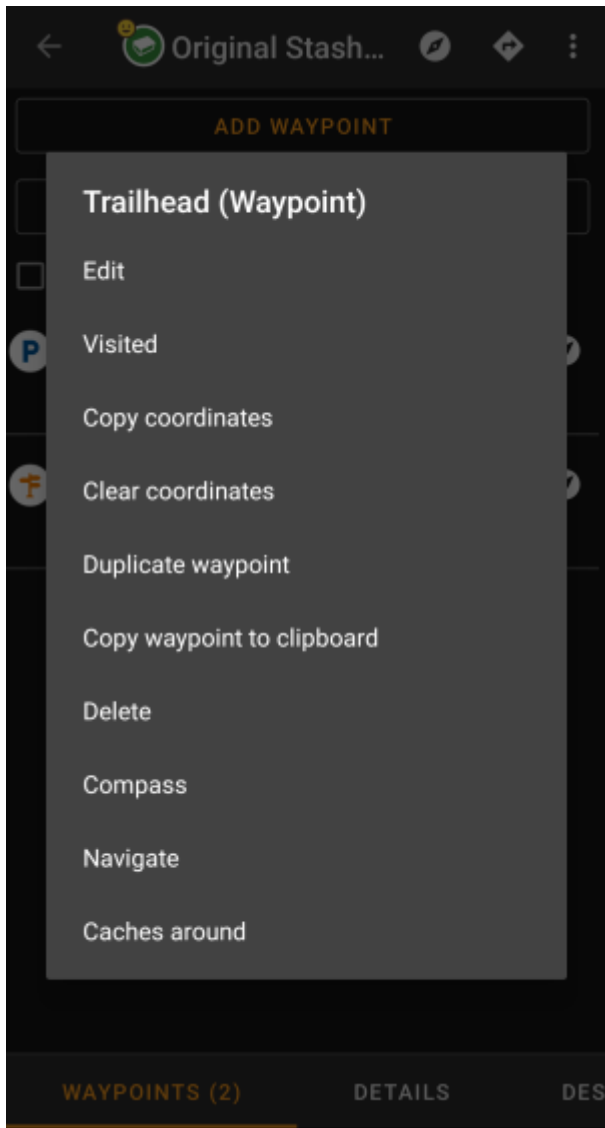 Original Stash...
ADD WAYPOINT
Trailhead (Waypoint)
Edit
Visited
P
Copy coordinates
Clear coordinates
Duplicate waypoint
Copy waypoint to clipboard
Delete
Compass
Navigate
Caches around
WAYPOINTS (2) DETAILS DES